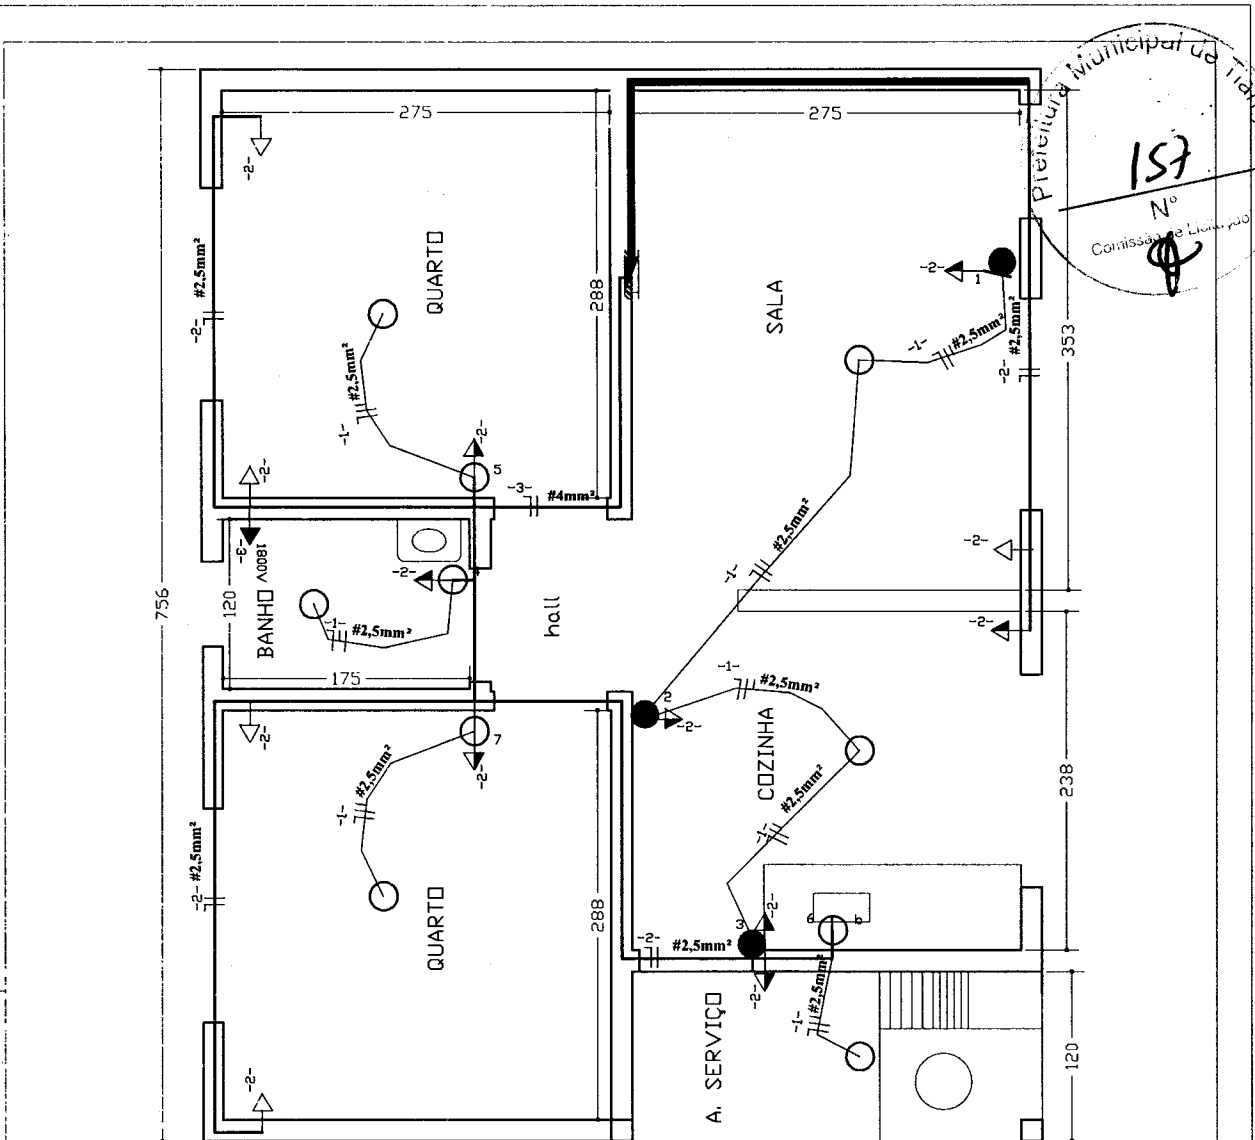 Prefeitura Municipal de
157
Nº
Comissão de Licitação
275
275
-2-
#2,5mm²
-2-
QUARTO
288
#2,5mm²
-1-
-2-
5
-2-
-3-
#4mm²
SALA
-2-
1
#2,5mm²
-1-
#2,5mm²
-2-
353
#2,5mm²
-1-
-2-
-2-
756
120
BANHO
1800V
-3-
-2-
4
-1-
#2,5mm²
175
hall
-2-
7
-2-
#2,5mm²
-1-
#2,5mm²
-2-
QUARTO
288
-2-
2
-2-
-1-
#2,5mm²
COZINHA
#2,5mm²
-1-
238
3
-2-
6
b
-2-
#2,5mm²
-2-
#2,5mm²
-1-
A. SERVIÇO
120